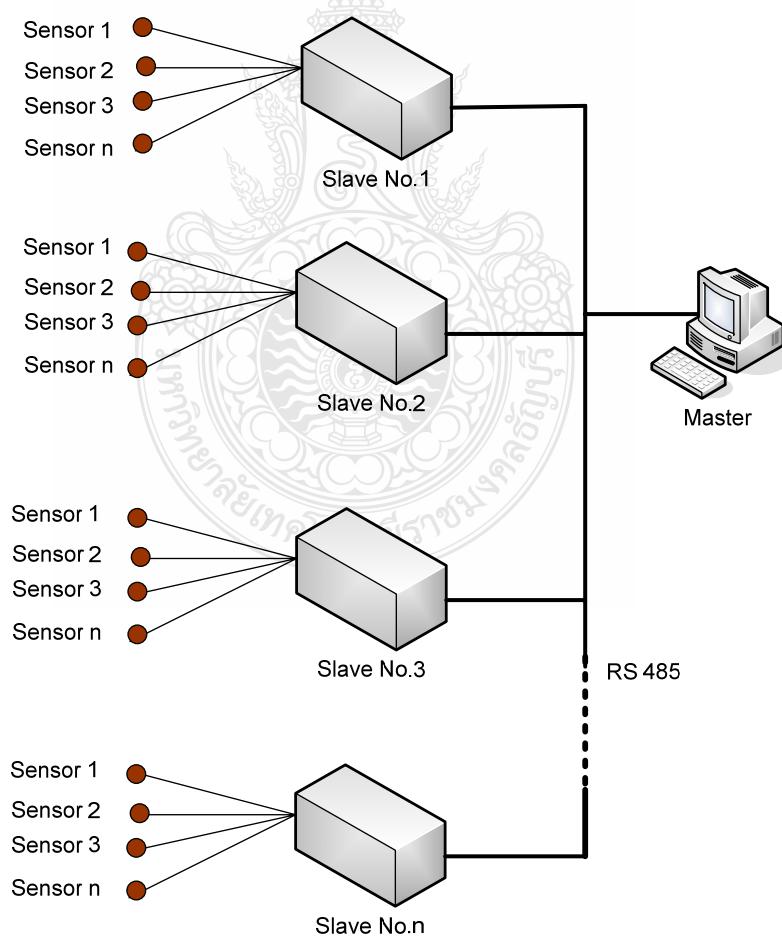 Sensor 1
Sensor 2
Sensor 3
Sensor n
Slave No.1
Sensor 1
Sensor 2
Sensor 3
Sensor n
Slave No.2
Master
Sensor 1
Sensor 2
Sensor 3
Sensor n
Slave No.3
RS 485
Sensor 1
Sensor 2
Sensor 3
Sensor n
Slave No.n